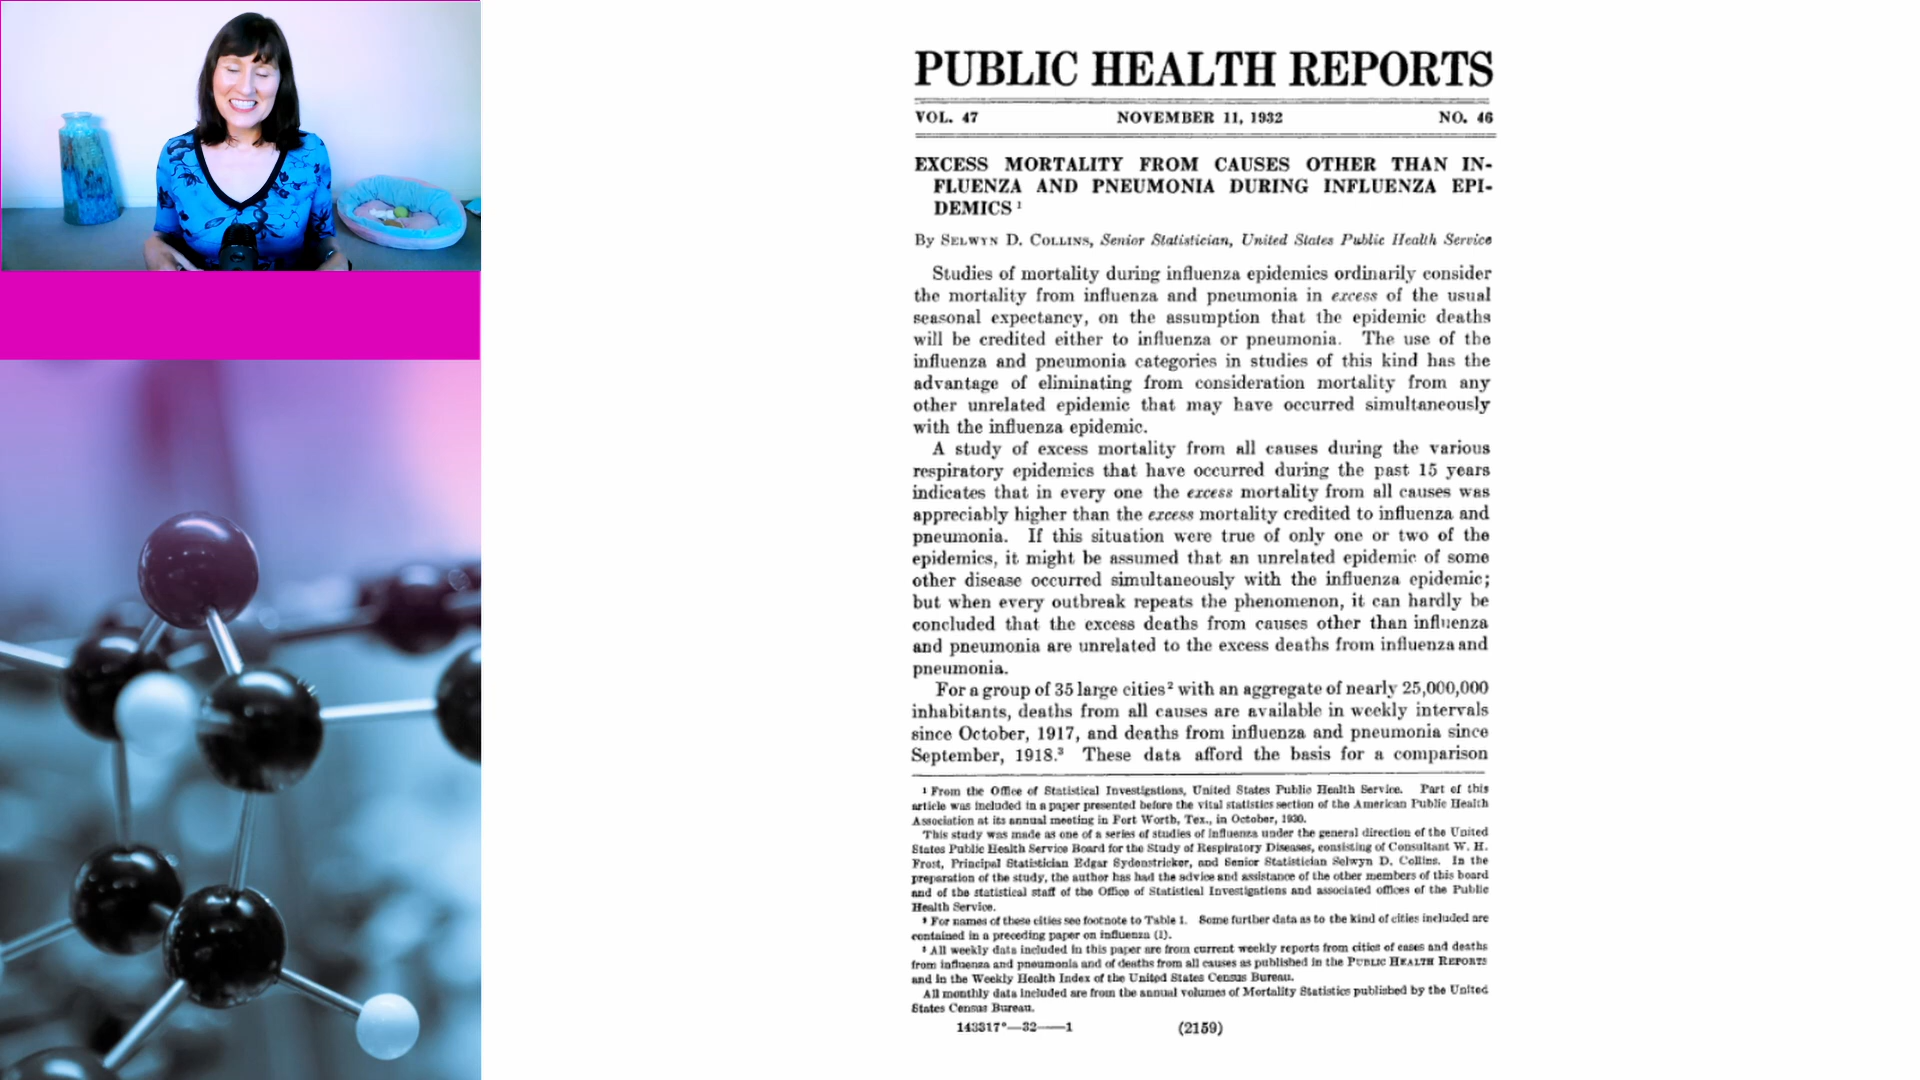 PUBLIC HEALTH REPORTS
VOL. 47 NOVEMBER 11, 1932 NO. 46
EXCESS MORTALITY FROM CAUSES OTHER THAN IN-
FLUENZA AND PNEUMONIA DURING INFLUENZA EPI-
DEMICS ¹
By SELWYN D. COLLINS, Senior Statistician, United States Public Health Service
Studies of mortality during influenza epidemics ordinarily consider
the mortality from influenza and pneumonia in excess of the usual
seasonal expectancy, on the assumption that the epidemic deaths
will be credited either to influenza or pneumonia. The use of the
influenza and pneumonia categories in studies of this kind has the
advantage of eliminating from consideration mortality from any
other unrelated epidemic that may have occurred simultaneously
with the influenza epidemic.
A study of excess mortality from all causes during the various
respiratory epidemics that have occurred during the past 15 years
indicates that in every one the excess mortality from all causes was
appreciably higher than the excess mortality credited to influenza and
pneumonia. If this situation were true of only one or two of the
epidemics, it might be assumed that an unrelated epidemic of some
other disease occurred simultaneously with the influenza epidemic;
but when every outbreak repeats the phenomenon, it can hardly be
concluded that the excess deaths from causes other than influenza
and pneumonia are unrelated to the excess deaths from influenza and
pneumonia.
For a group of 35 large cities ² with an aggregate of nearly 25,000,000
inhabitants, deaths from all causes are available in weekly intervals
since October, 1917, and deaths from influenza and pneumonia since
September, 1918.³ These data afford the basis for a comparison
¹ From the Office of Statistical Investigations, United States Public Health Service. Part of this
article was included in a paper presented before the vital statistics section of the American Public Health
Association at its annual meeting in Fort Worth, Tex., in October, 1930.
This study was made as one of a series of studies of influenza under the general direction of the United
States Public Health Service Board for the Study of Respiratory Diseases, consisting of Consultant W. H.
Frost, Principal Statistician Edgar Sydenstricker, and Senior Statistician Selwyn D. Collins. In the
preparation of the study, the author has had the advice and assistance of the other members of this board
and of the statistical staff of the Office of Statistical Investigations and associated offices of the Public
Health Service.
² For names of these cities see footnote to Table 1. Some further data as to the kind of cities included are
contained in a preceding paper on influenza (1).
³ All weekly data included in this paper are from current weekly reports from cities of cases and deaths
from influenza and pneumonia and of deaths from all causes as published in the PUBLIC HEALTH REPORTS
and in the Weekly Health Index of the United States Census Bureau.
All monthly data included are from the annual volumes of Mortality Statistics published by the United
States Census Bureau.
143317°—32——1 (2159)